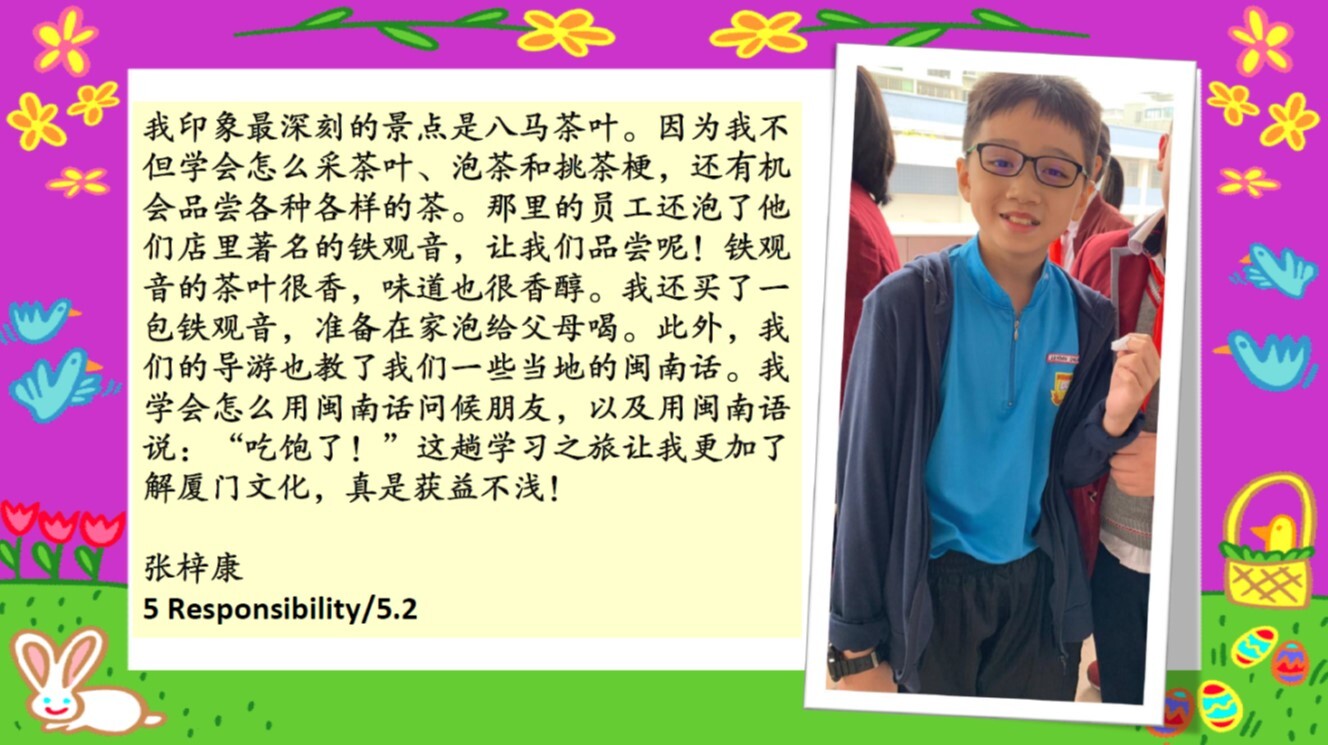 我印象最深刻的景点是八马茶叶。因为我不
但学会怎么采茶叶、泡茶和挑茶梗，还有机
会品尝各种各样的茶。那里的员工还泡了他
们店里著名的铁观音，让我们品尝呢！铁观
音的茶叶很香，味道也很香醇。我还买了一
包铁观音，准备在家泡给父母喝。此外，我
们的导游也教了我们一些当地的闽南话。我
学会怎么用闽南话问候朋友，以及用闽南语
说：“吃饱了！”这趟学习之旅让我更加了
解厦门文化，真是获益不浅！
张梓康
5 Responsibility/5.2